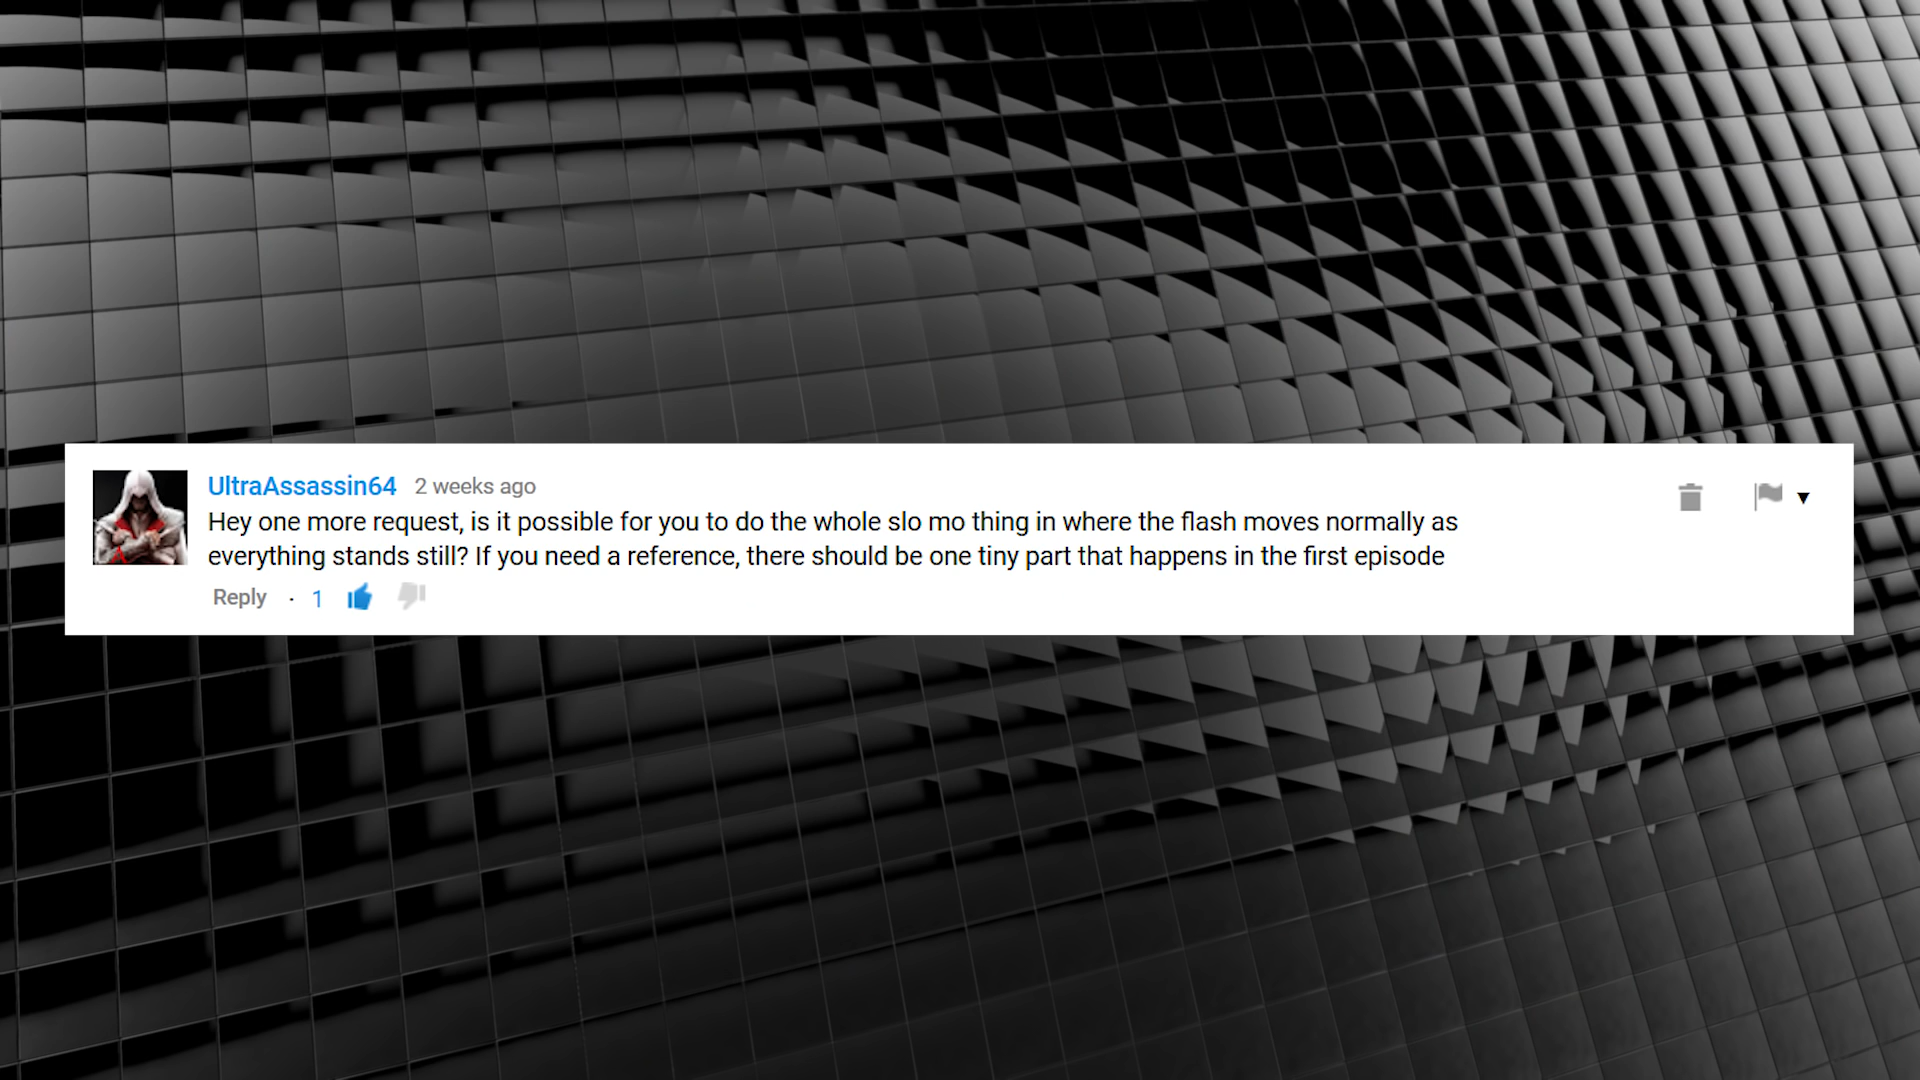 UltraAssassin64 2 weeks ago
Hey one more request, is it possible for you to do the whole slo mo thing in where the flash moves normally as
everything stands still? If you need a reference, there should be one tiny part that happens in the first episode
Reply · 1